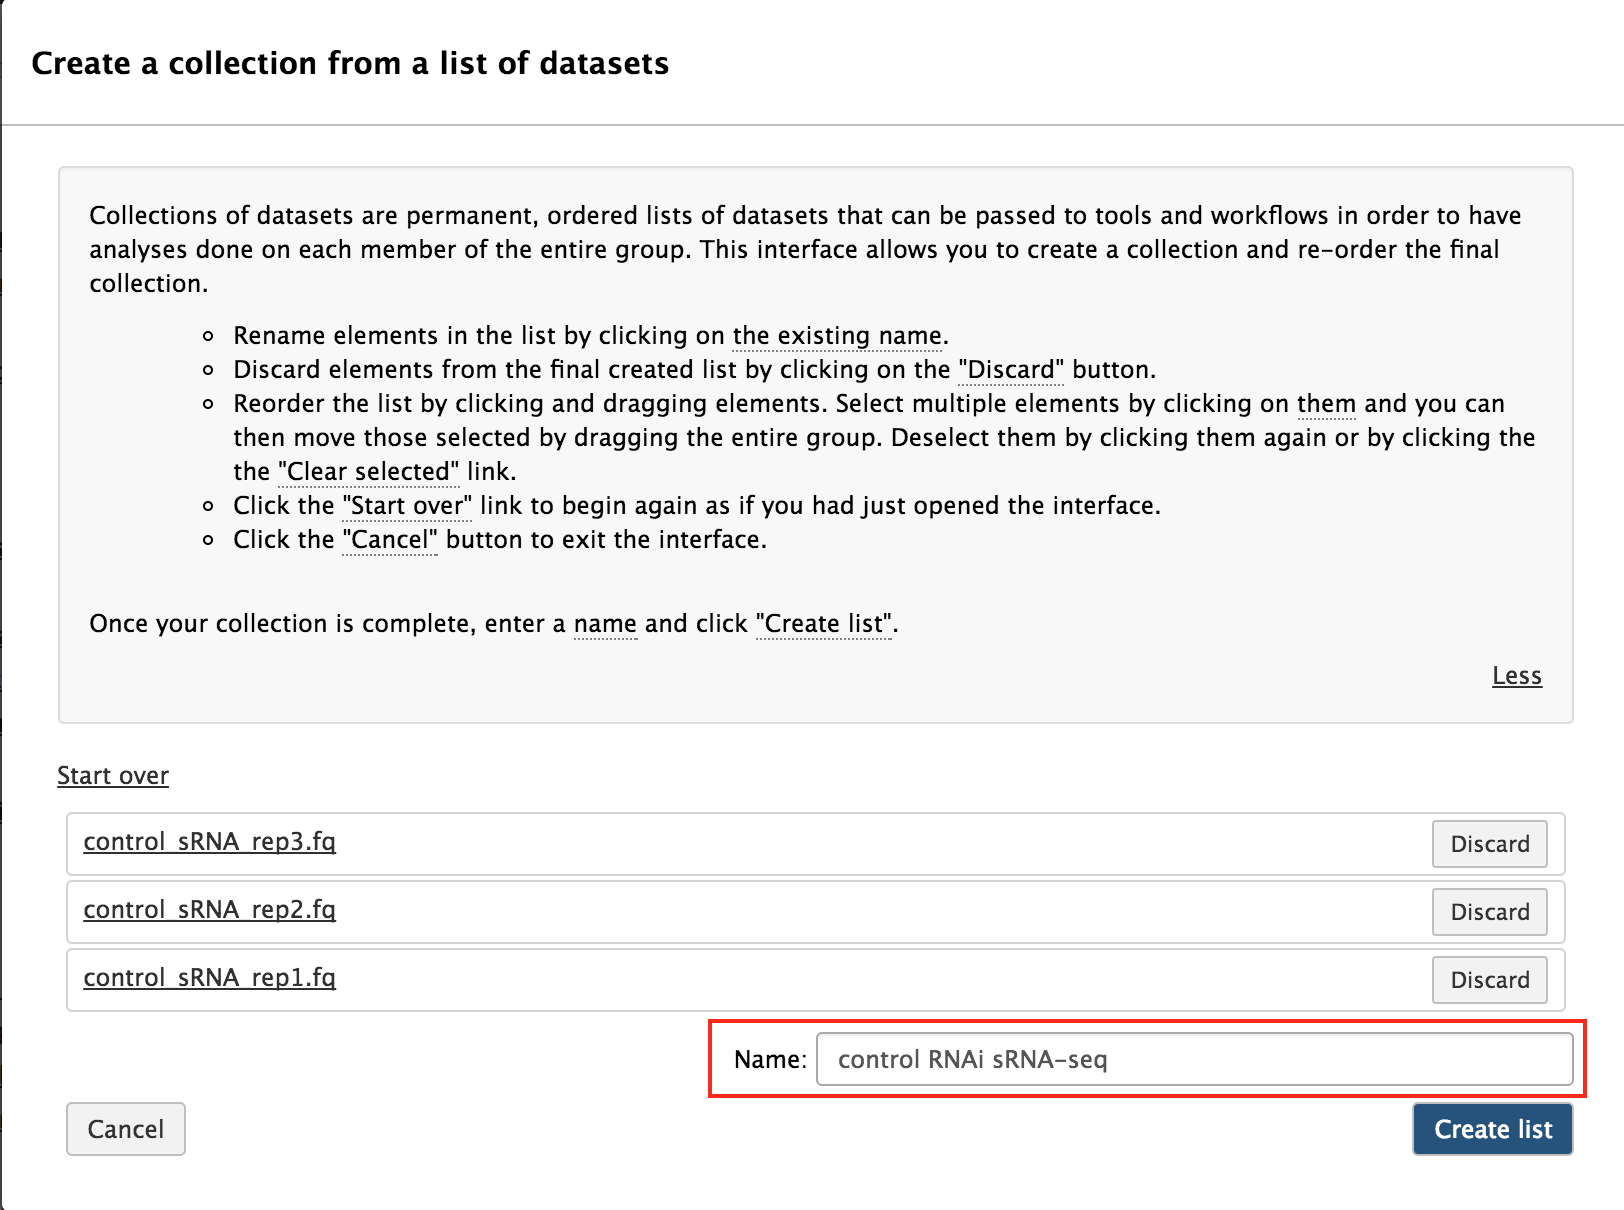 Create a collection from a list of datasets
Collections of datasets are permanent, ordered lists of datasets that can be passed to tools and workflows in order to have
analyses done on each member of the entire group. This interface allows you to create a collection and re-order the final
collection.
Rename elements in the list by clicking on the existing name.
Discard elements from the final created list by clicking on the "Discard" button.
Reorder the list by clicking and dragging elements. Select multiple elements by clicking on them and you can
then move those selected by dragging the entire group. Deselect them by clicking them again or by clicking the
the "Clear selected" link.
Click the "Start over" link to begin again as if you had just opened the interface.
Click the "Cancel" button to exit the interface.
Once your collection is complete, enter a name and click "Create list".
Less
Start over
control_sRNA_rep3.fq Discard
control_sRNA_rep2.fq Discard
control_sRNA_rep1.fq Discard
Name: control RNAi sRNA-seq
Cancel Create list